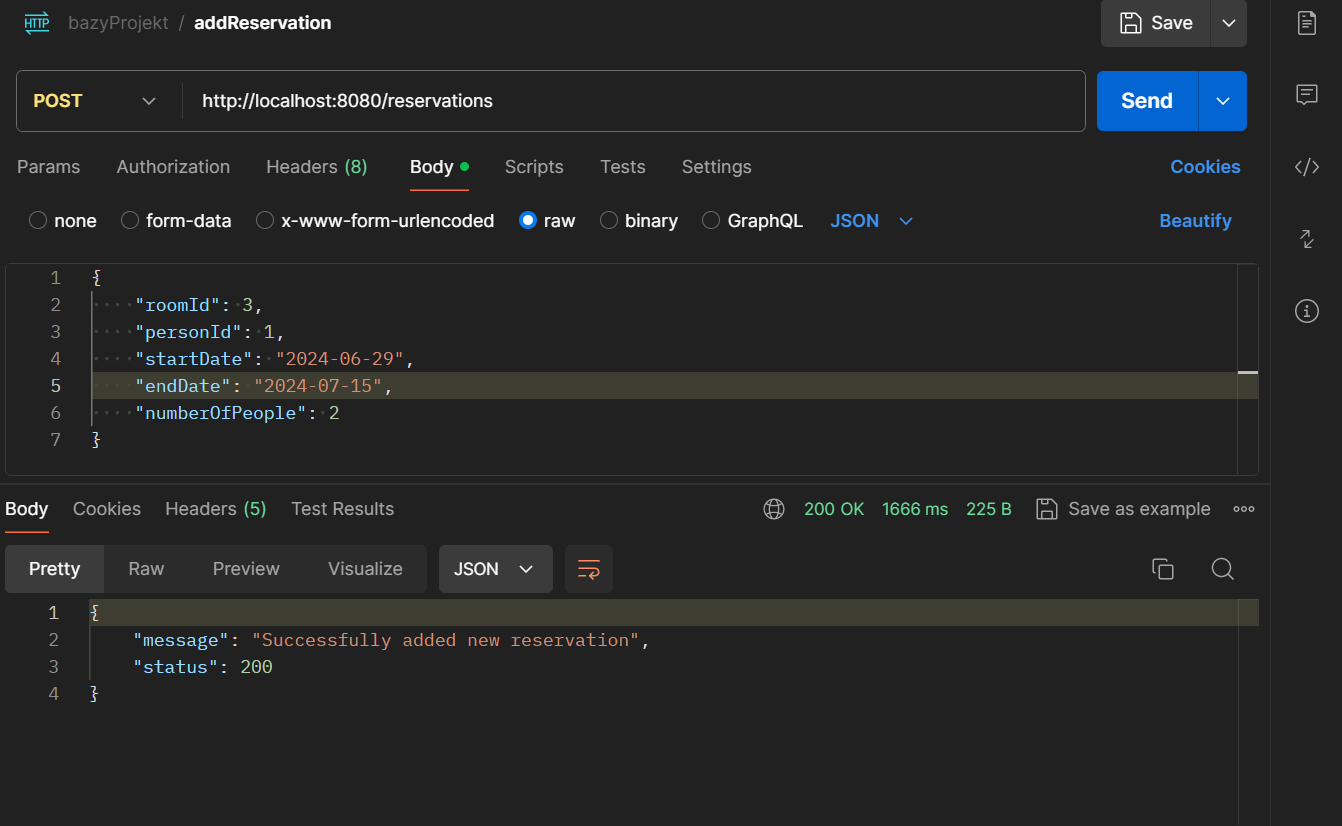 HTTP bazyProjekt / addReservation Save
POST http://localhost:8080/reservations Send
Params Authorization Headers (8) Body Scripts Tests Settings Cookies
none form-data x-www-form-urlencoded raw binary GraphQL JSON Beautify
1 {
2 "roomId": 3,
3 "personId": 1,
4 "startDate": "2024-06-29",
5 "endDate": "2024-07-15",
6 "numberOfPeople": 2
7 }
Body Cookies Headers (5) Test Results 200 OK 1666 ms 225 B Save as example
Pretty Raw Preview Visualize JSON
1 {
2 "message": "Successfully added new reservation",
3 "status": 200
4 }